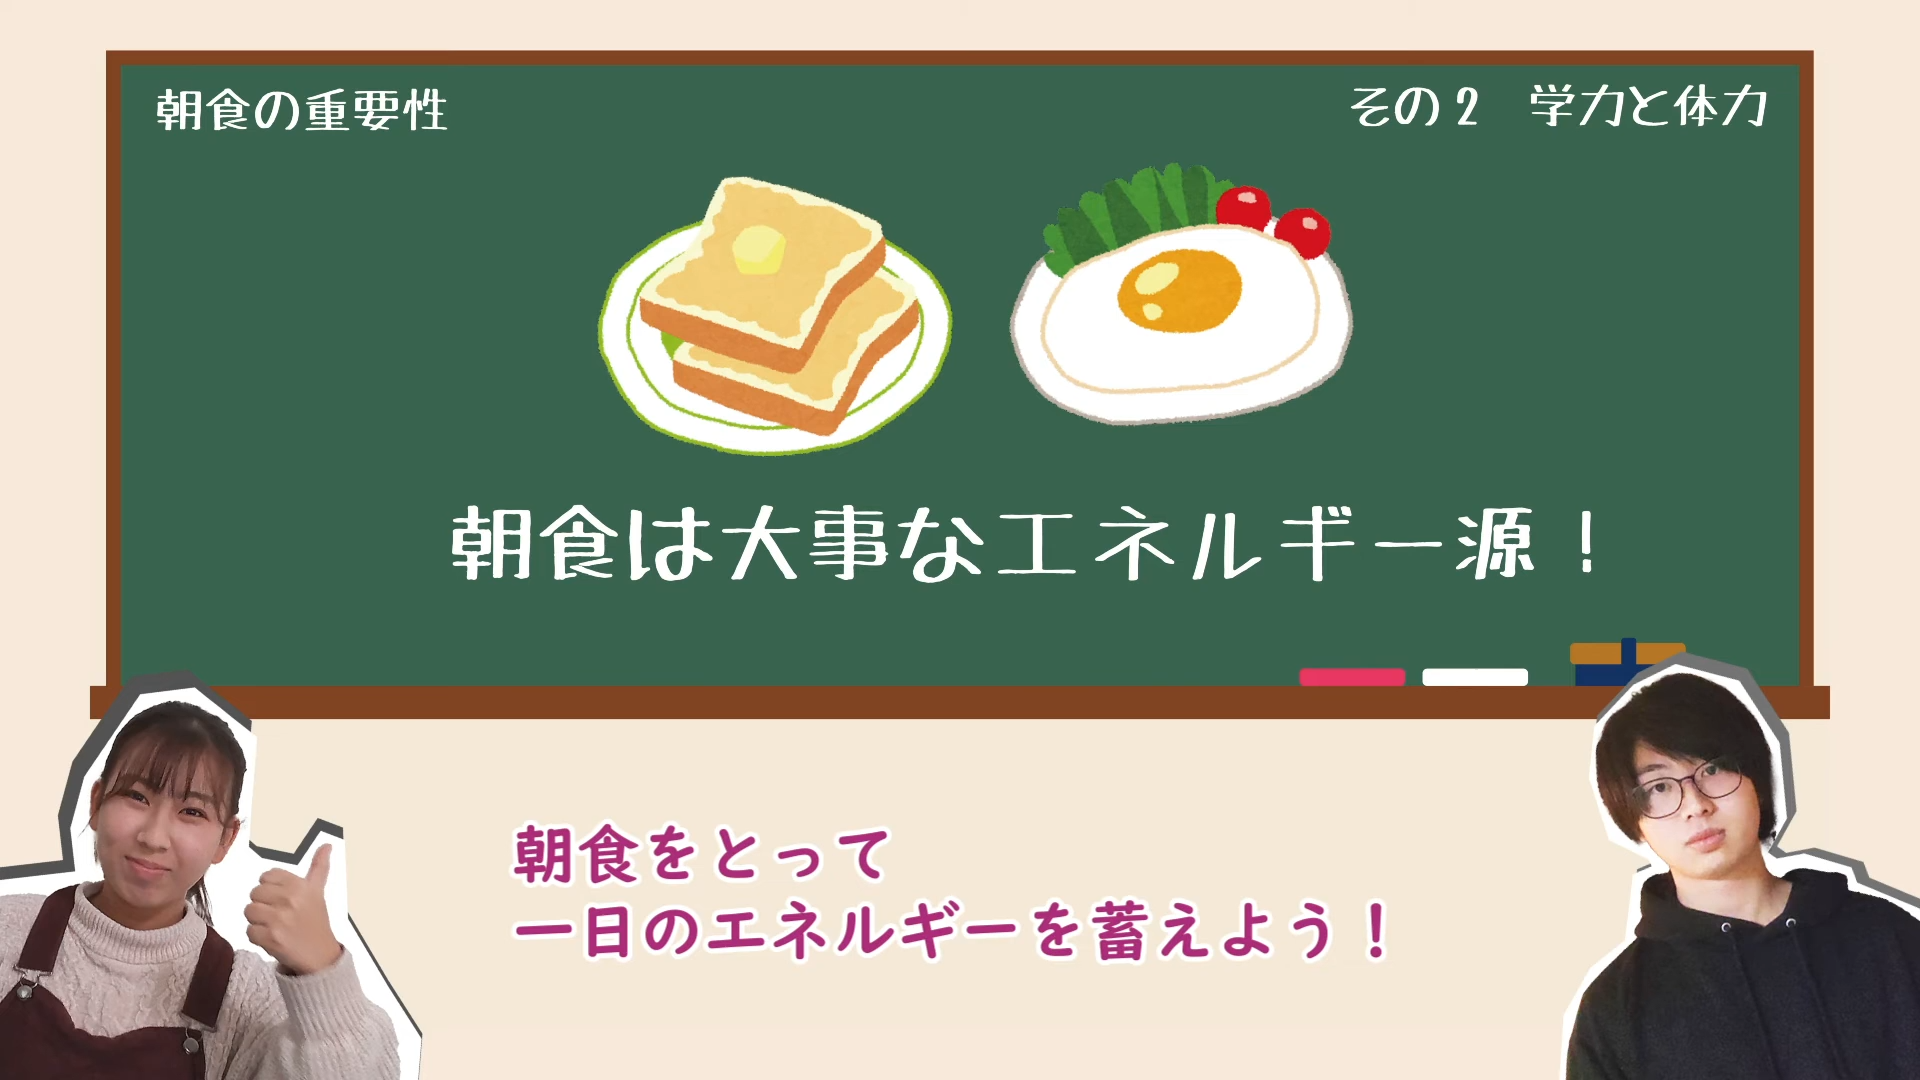 朝食の重要性
その2　学力と体力
朝食は大事なエネルギー源！
朝食をとって
一日のエネルギーを蓄えよう！